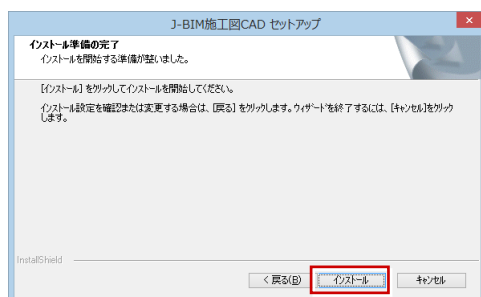 J-BIM施工図CAD セットアップ
インストール準備の完了
インストールを開始する準備が整いました。
[インストール] をクリックしてインストールを開始してください。
インストール設定を確認または変更する場合は、[戻る] をクリックします。ウィザードを終了するには、[キャンセル]をクリック
します。
InstallShield
< 戻る(B)  インストール  キャンセル